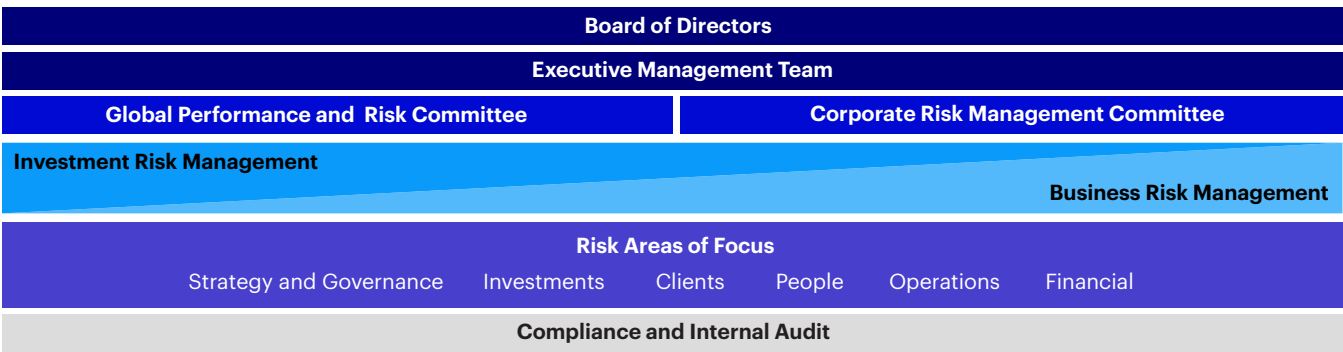 Board of Directors
Executive Management Team
Global Performance and Risk Committee
Corporate Risk Management Committee
Investment Risk Management
Business Risk Management
Risk Areas of Focus
Strategy and Governance Investments Clients People Operations Financial
Compliance and Internal Audit